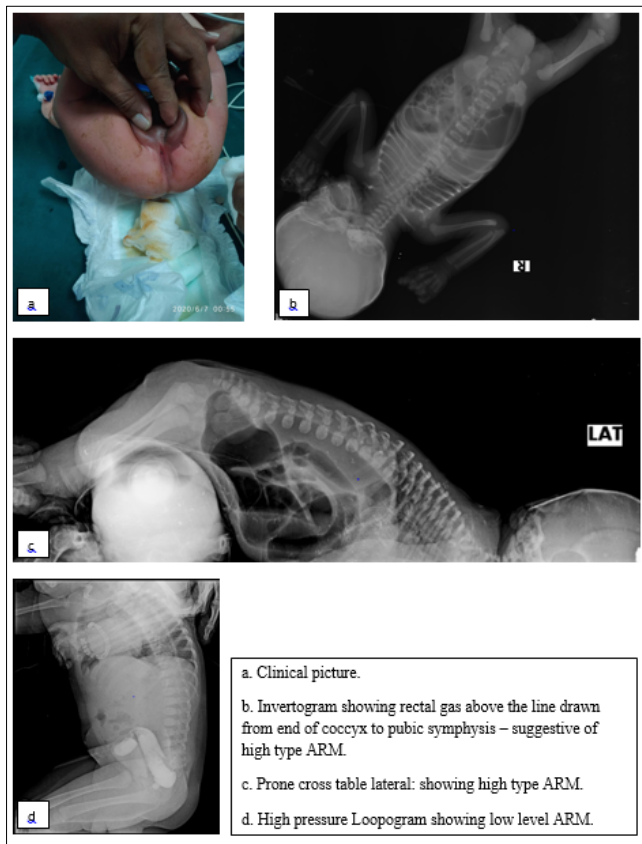 2020/6/7 00:55
a
R
b
LAT
c
d
a. Clinical picture.
b. Invertogram showing rectal gas above the line drawn
from end of coccyx to pubic symphysis – suggestive of
high type ARM.
c. Prone cross table lateral: showing high type ARM.
d. High pressure Loopogram showing low level ARM.